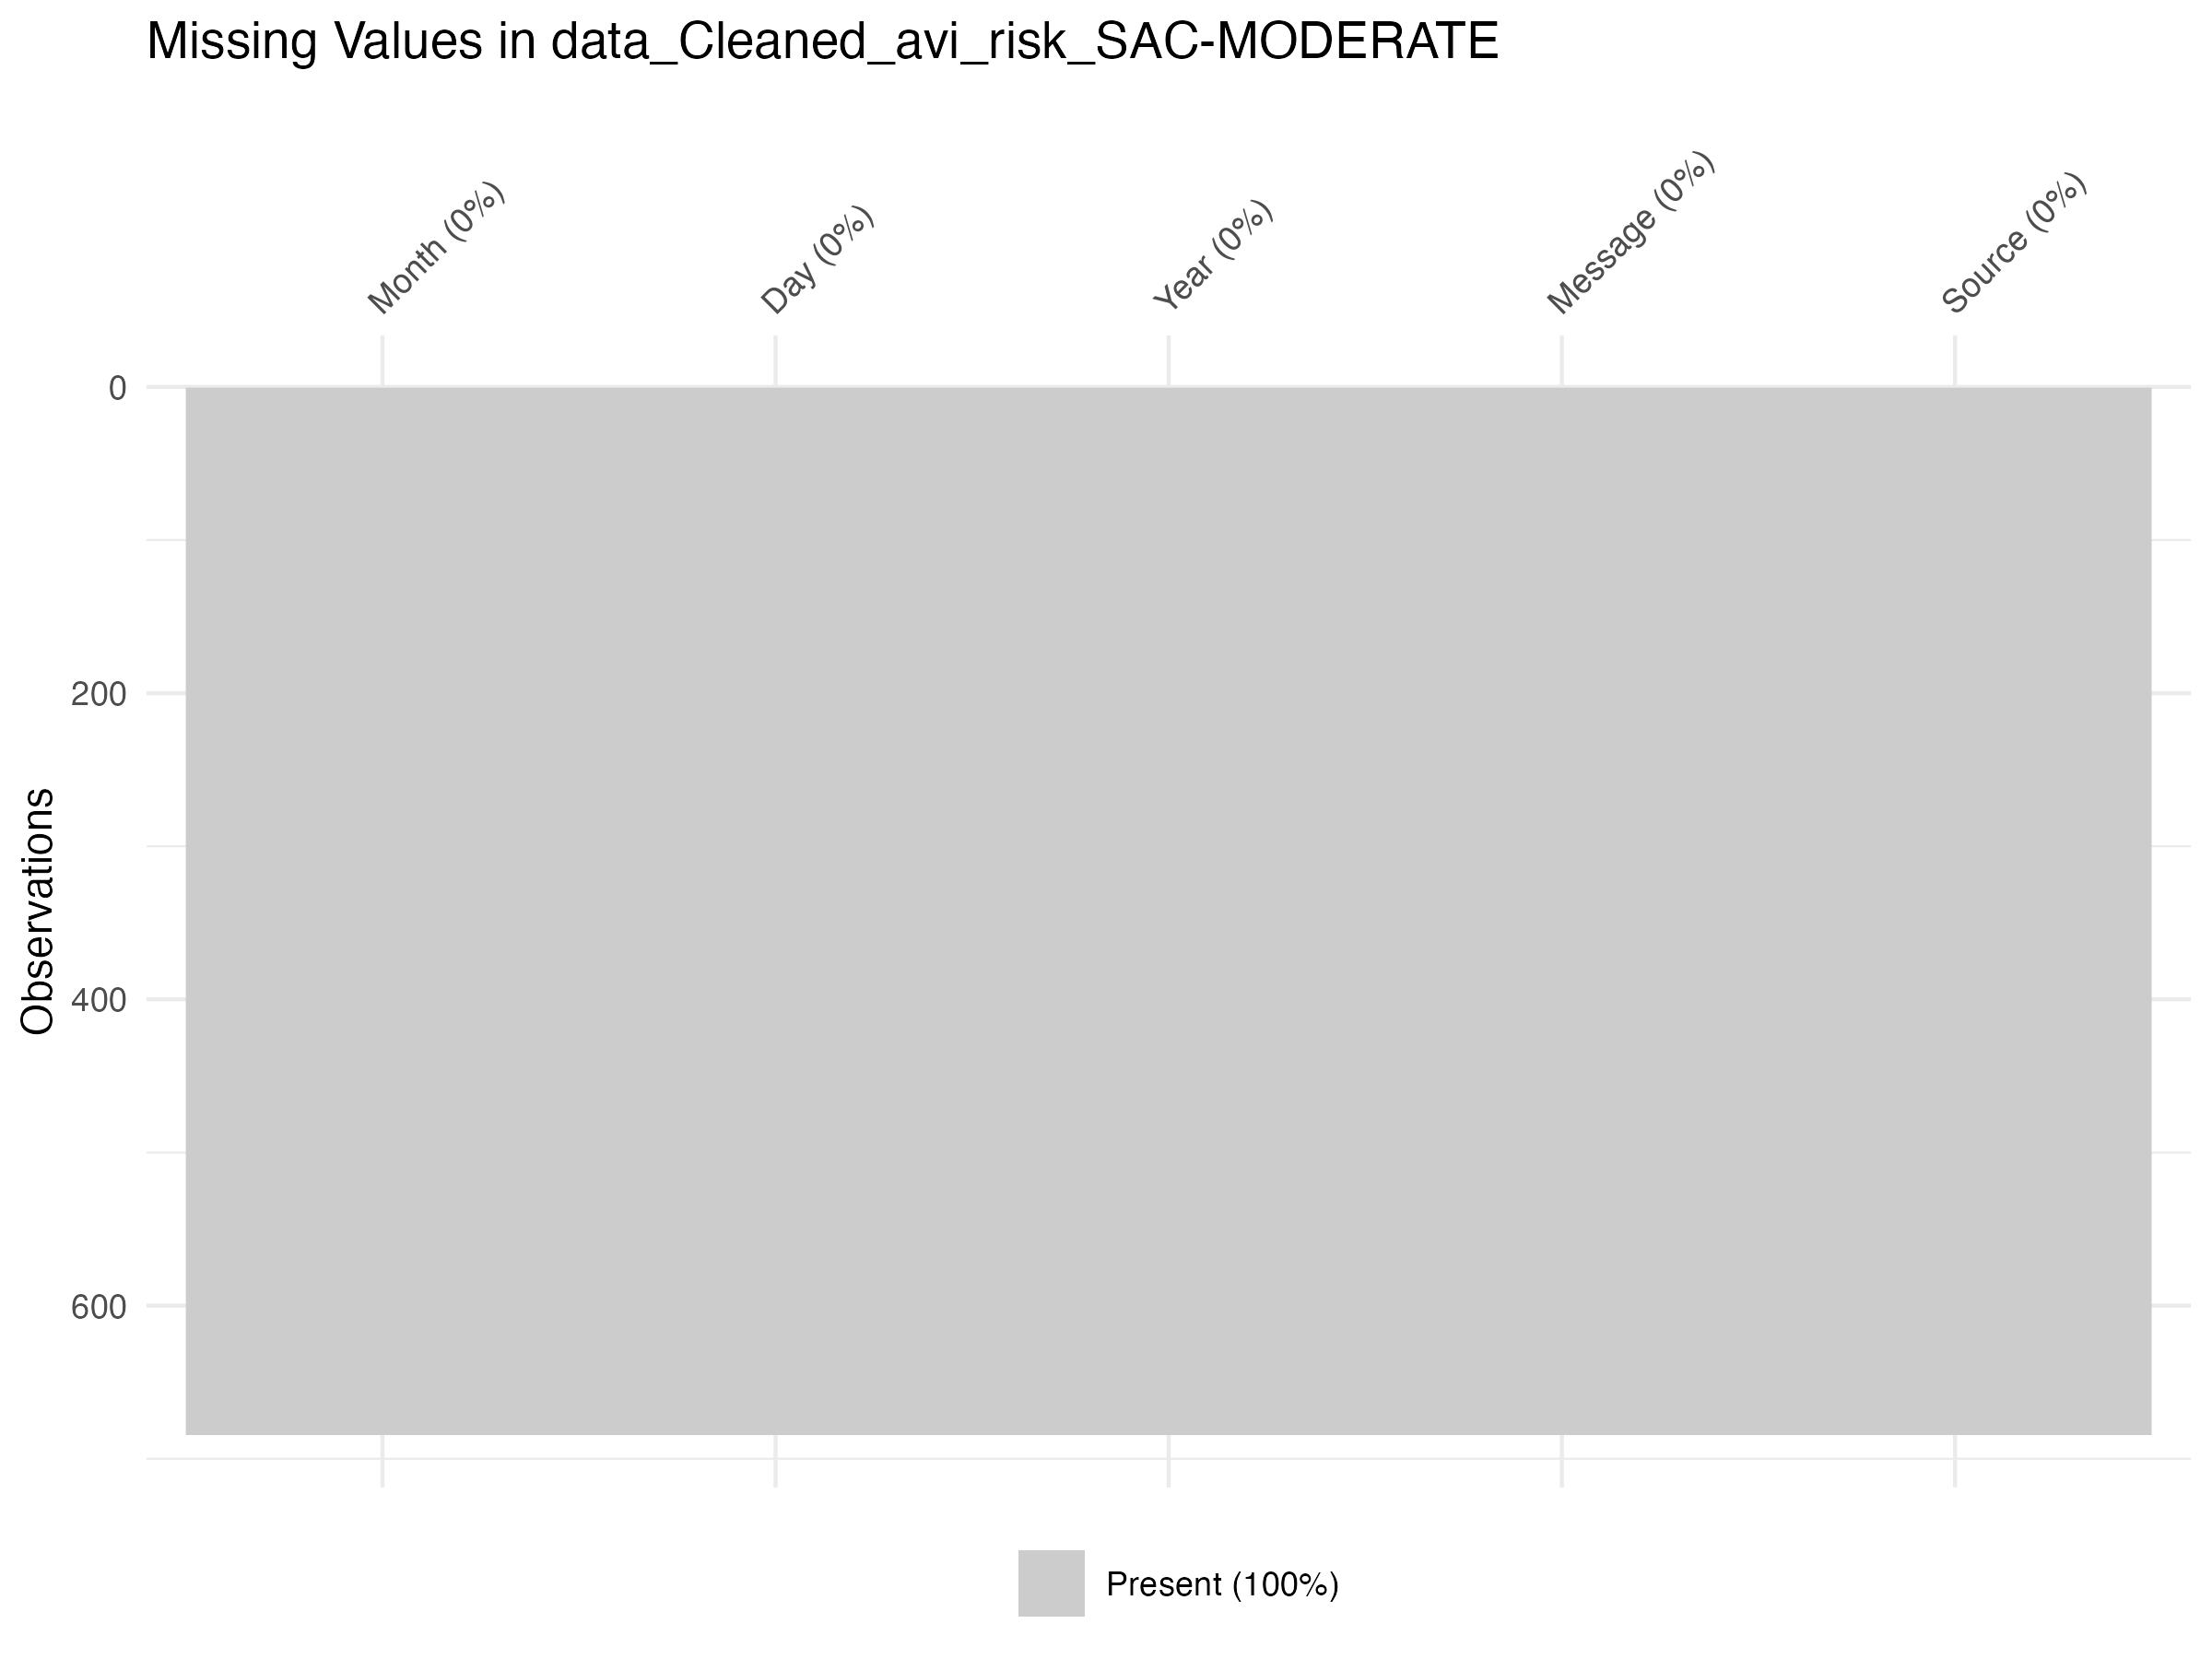 Missing Values in data_Cleaned_avi_risk_SAC-MODERATE
Month (0%)
Day (0%)
Year (0%)
Message (0%)
Source (0%)
0
200
400
600
Observations
Present (100%)